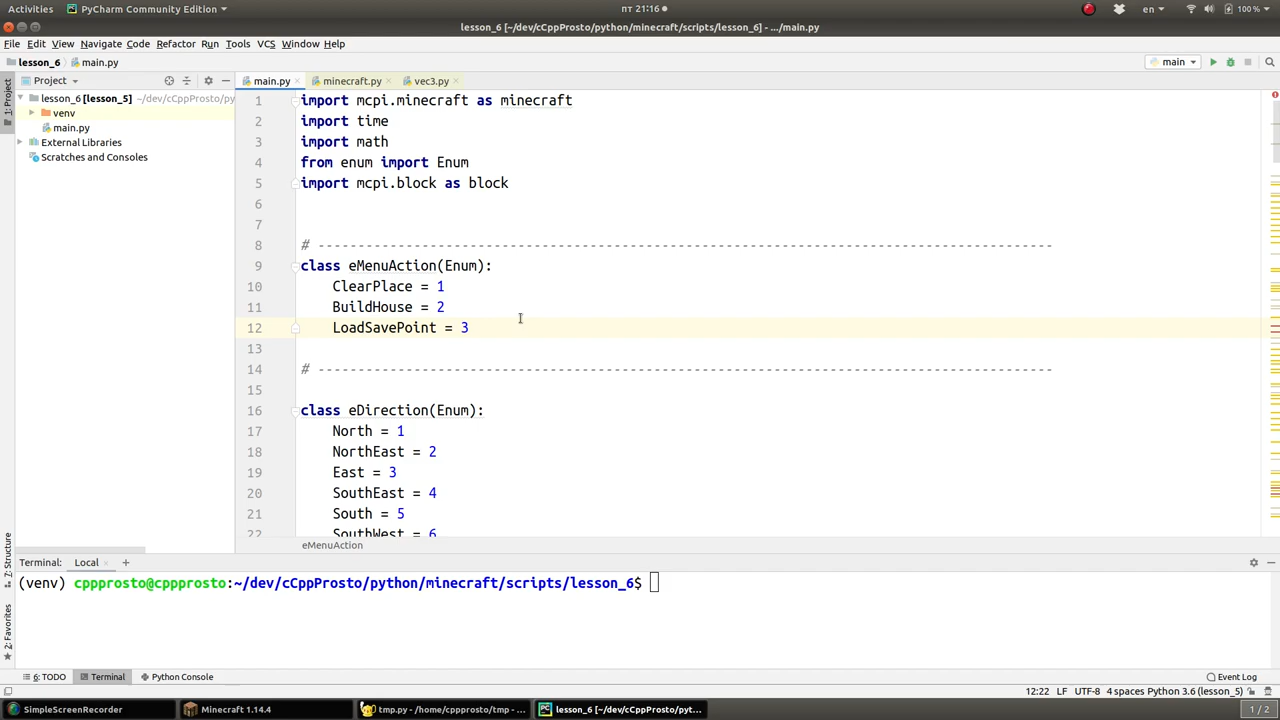 Activities PyCharm Community Edition ПТ 21:16 en 100 %
lesson_6 [~/dev/cCppProsto/python/minecraft/scripts/lesson_6] - .../main.py
File Edit View Navigate Code Refactor Run Tools VCS Window Help
lesson_6 main.py main
Project main.py minecraft.py vec3.py
1: Project
lesson_6 [lesson_5] ~/dev/cCppProsto/py
venv
main.py
External Libraries
Scratches and Consoles
1 import mcpi.minecraft as minecraft
2 import time
3 import math
4 from enum import Enum
5 import mcpi.block as block
6
7
8 # --------------------------------------------------------------------------------------------
9 class eMenuAction(Enum):
10 ClearPlace = 1
11 BuildHouse = 2
12 LoadSavePoint = 3
13
14 # --------------------------------------------------------------------------------------------
15
16 class eDirection(Enum):
17 North = 1
18 NorthEast = 2
19 East = 3
20 SouthEast = 4
21 South = 5
22 SouthWest = 6
eMenuAction
7: Structure
2: Favorites
Terminal: Local +
(venv) cppprosto@cppprosto:~/dev/cCppProsto/python/minecraft/scripts/lesson_6$
6: TODO Terminal Python Console Event Log
12:22 LF UTF-8 4 spaces Python 3.6 (lesson_5)
SimpleScreenRecorder Minecraft 1.14.4 tmp.py - /home/cppprosto/tmp - ... lesson_6 [~/dev/cCppProsto/pyt... 1 / 2